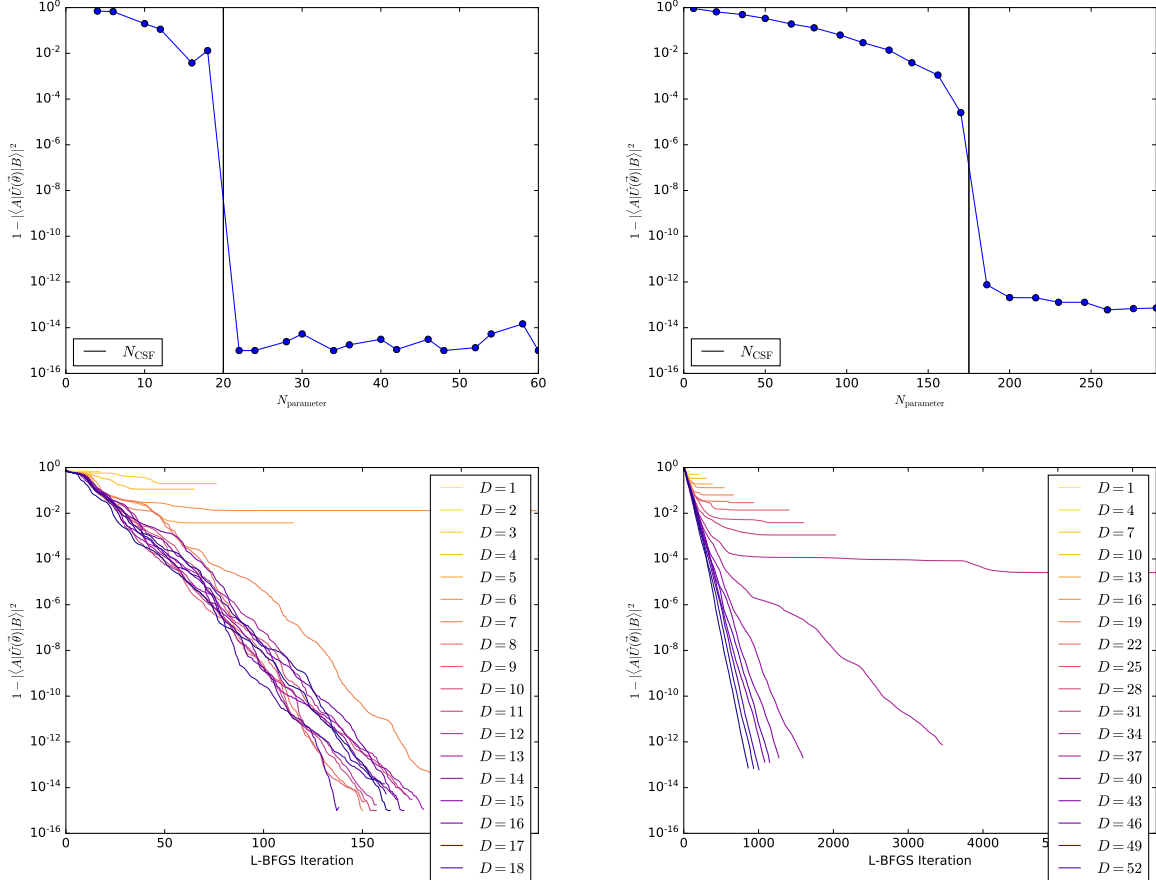 10^0
10^-2
10^-4
10^-6
10^-8
10^-10
10^-12
10^-14
10^-16
1 − |⟨A|Û(θ⃗)|B⟩|^2
N_CSF
0 10 20 30 40 50 60
N_parameter
10^0
10^-2
10^-4
10^-6
10^-8
10^-10
10^-12
10^-14
10^-16
1 − |⟨A|Û(θ⃗)|B⟩|^2
N_CSF
0 50 100 150 200 250
N_parameter
10^0
10^-2
10^-4
10^-6
10^-8
10^-10
10^-12
10^-14
10^-16
1 − |⟨A|Û(θ⃗)|B⟩|^2
0 50 100 150
L-BFGS Iteration
D = 1
D = 2
D = 3
D = 4
D = 5
D = 6
D = 7
D = 8
D = 9
D = 10
D = 11
D = 12
D = 13
D = 14
D = 15
D = 16
D = 17
D = 18
10^0
10^-2
10^-4
10^-6
10^-8
10^-10
10^-12
10^-14
10^-16
1 − |⟨A|Û(θ⃗)|B⟩|^2
0 1000 2000 3000 4000
L-BFGS Iteration
D = 1
D = 4
D = 7
D = 10
D = 13
D = 16
D = 19
D = 22
D = 25
D = 28
D = 31
D = 34
D = 37
D = 40
D = 43
D = 46
D = 49
D = 52